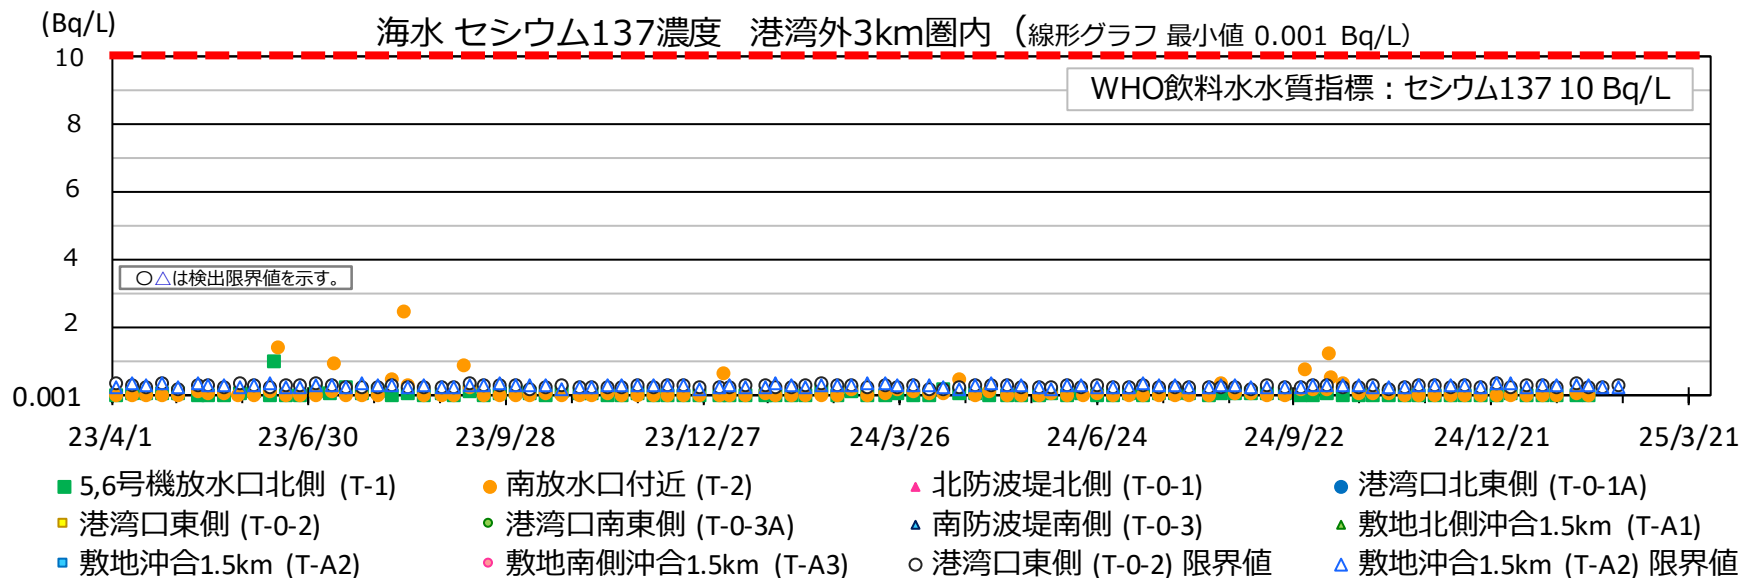 (Bq/L)
海水 セシウム137濃度 港湾外3km圏内 (線形グラフ 最小値 0.001 Bq/L)
10
WHO飲料水水質指標：セシウム137 10 Bq/L
8
6
4
○△は検出限界値を示す。
2
0.001
23/4/1 23/6/30 23/9/28 23/12/27 24/3/26 24/6/24 24/9/22 24/12/21 25/3/21
5,6号機放水口北側 (T-1) 南放水口付近 (T-2) 北防波堤北側 (T-0-1) 港湾口北東側 (T-0-1A)
港湾口東側 (T-0-2) 港湾口南東側 (T-0-3A) 南防波堤南側 (T-0-3) 敷地北側沖合1.5km (T-A1)
敷地沖合1.5km (T-A2) 敷地南側沖合1.5km (T-A3) 港湾口東側 (T-0-2) 限界値 敷地沖合1.5km (T-A2) 限界値